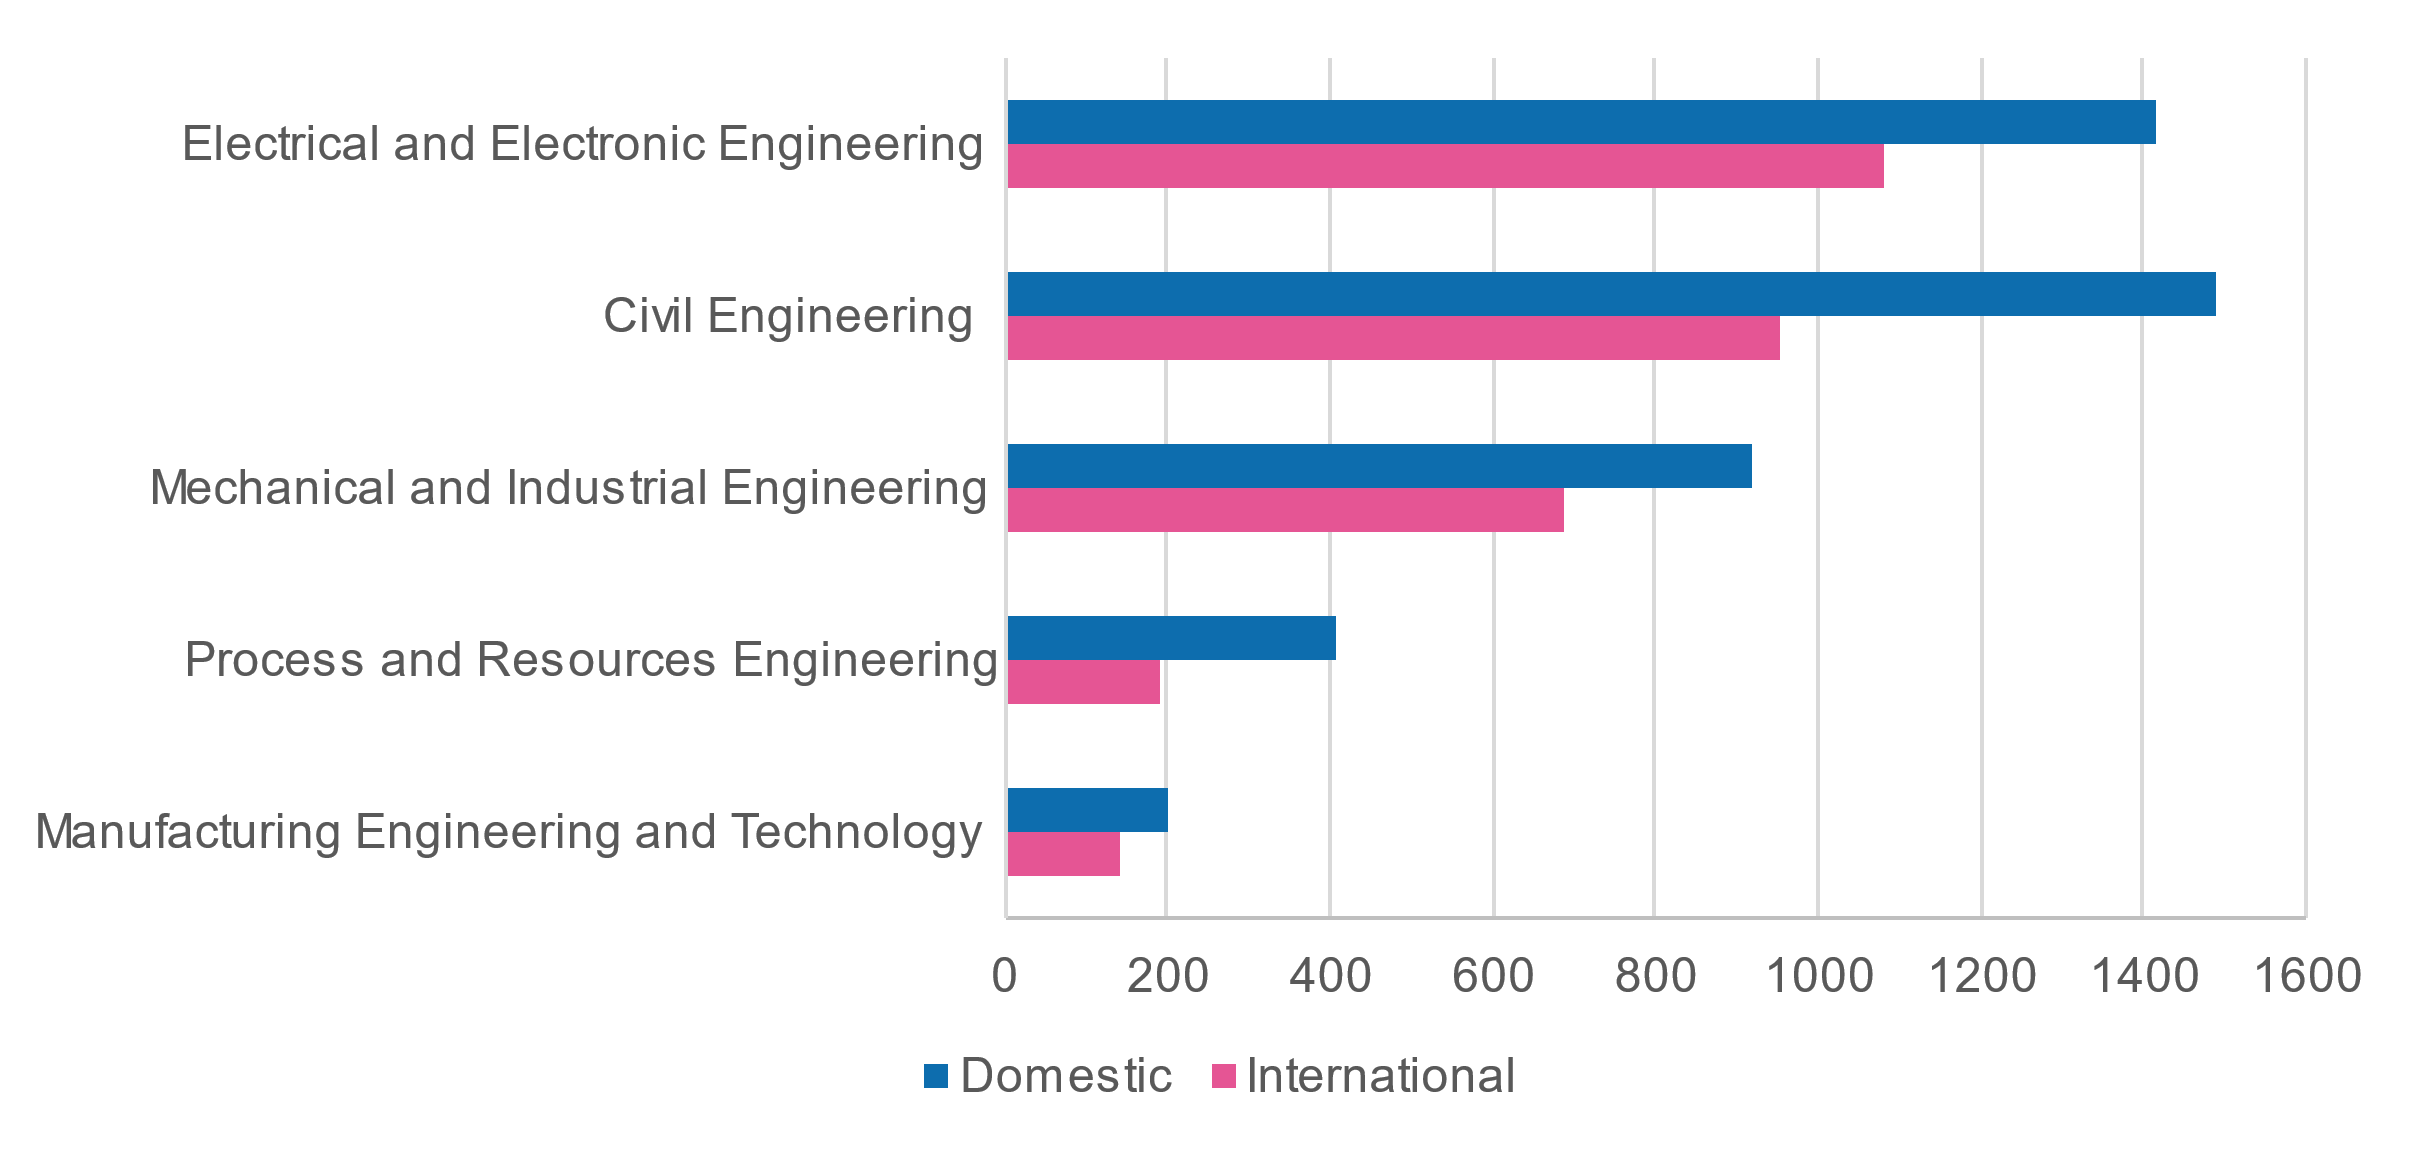 Electrical and Electronic Engineering
Civil Engineering
Mechanical and Industrial Engineering
Process and Resources Engineering
Manufacturing Engineering and Technology
0 200 400 600 800 1000 1200 1400 1600
Domestic International